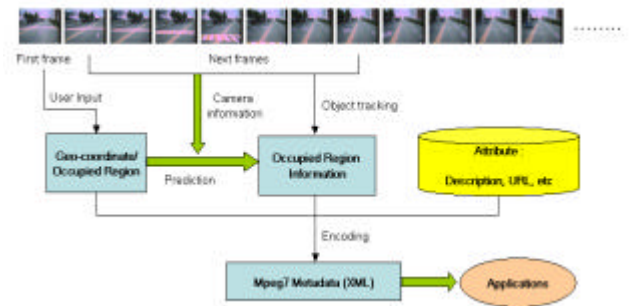 First frame
Next frames
User Input
Camera
information
Object tracking
Geo-coordinate/
Occupied Region
Prediction
Occupied Region
Information
Attribute :
Description, URL, etc
Encoding
Mpeg7 Metadata (XML)
Applications